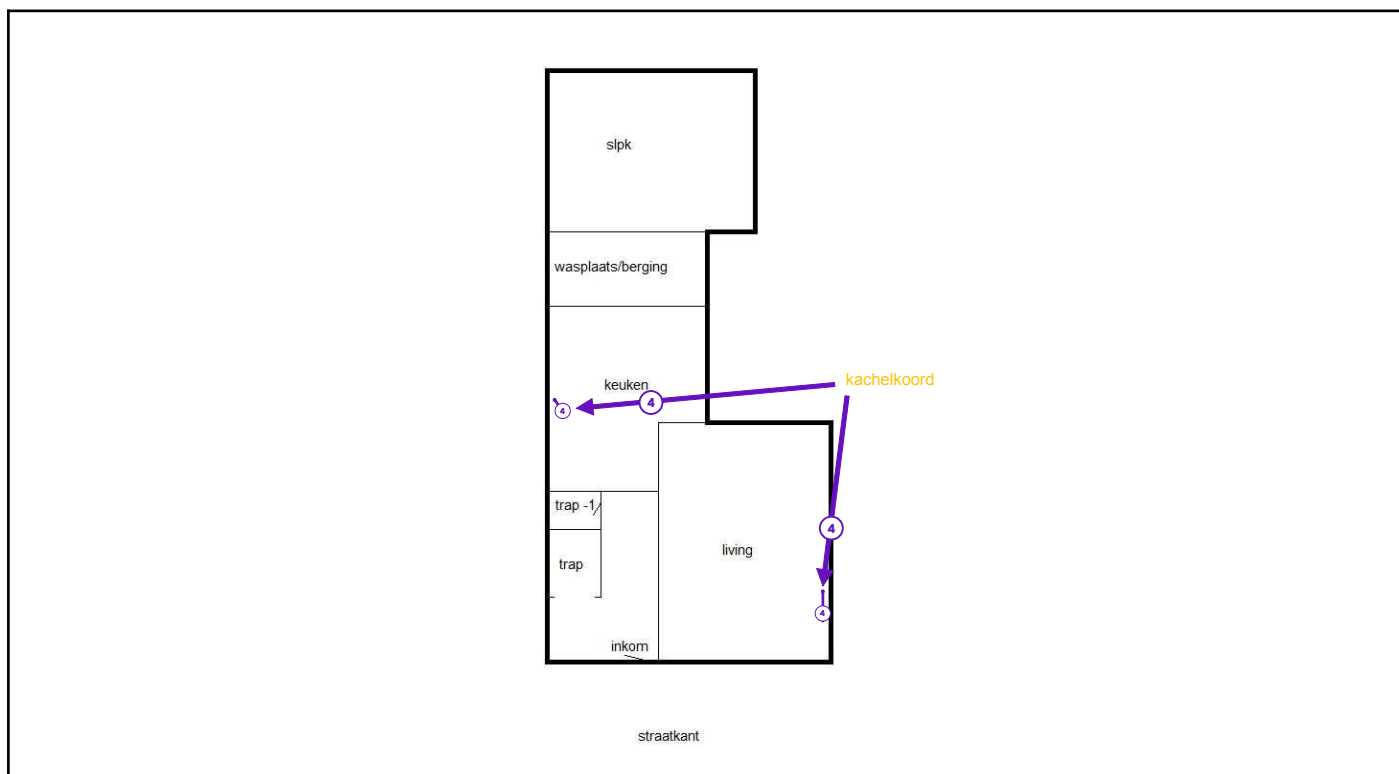 slpk
wasplaats/berging
kachelkoord
keuken
4
4
trap -1
4
living
trap
4
inkom
straatkant